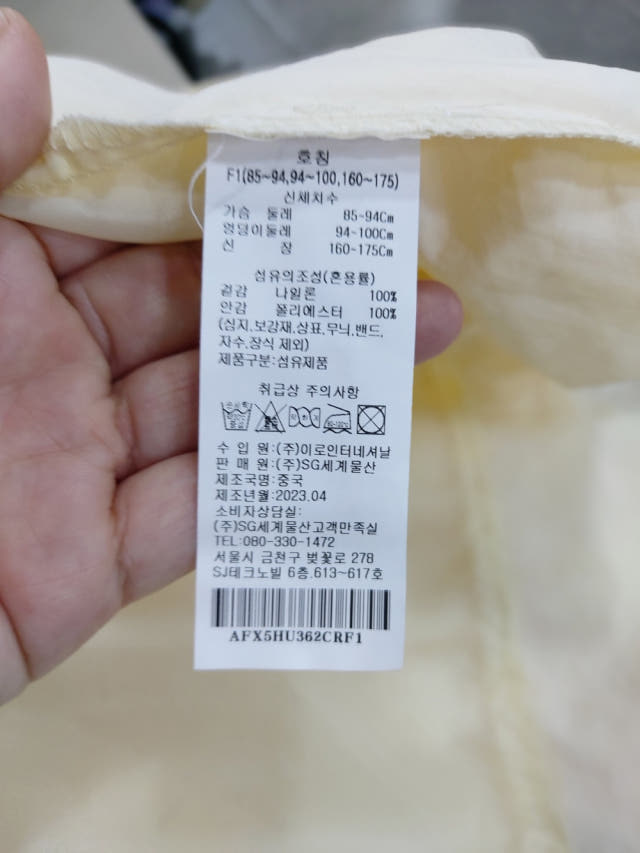 호칭
F1(85~94,94~100,160~175)
신체치수
가슴 둘레 85~94Cm
엉덩이둘레 94~100Cm
신 장 160~175Cm
섬유의조성(혼용률)
겉감 나일론 100%
안감 폴리에스터 100%
(심지,보강재,상표,무늬,밴드,
자수,장식 제외)
제품구분:섬유제품
취급상 주의사항
수 입 원:(주)이로인터네셔날
판 매 원:(주)SG세계물산
제조국명:중국
제조년월:2023.04
소비자상담실:
(주)SG세계물산고객만족실
TEL:080-330-1472
서울시 금천구 벚꽃로 278
SJ테크노빌 6층.613~617호
AFX5HU362CRF1